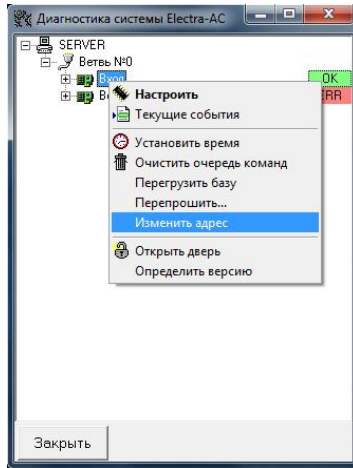 Диагностика системы Electra-AC
SERVER
Ветвь №0
Вход
OK
ERR
Настроить
Текущие события
Установить время
Очистить очередь команд
Перегрузить базу
Перепрошить...
Изменить адрес
Открыть дверь
Определить версию
Закрыть